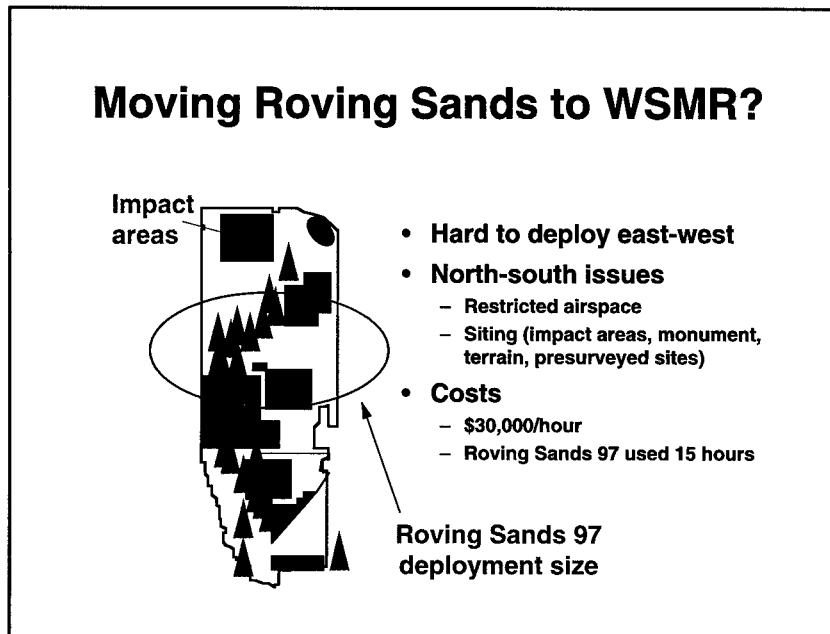 Moving Roving Sands to WSMR?
Impact
areas
• Hard to deploy east-west
• North-south issues
– Restricted airspace
– Siting (impact areas, monument,
terrain, presurveyed sites)
• Costs
– $30,000/hour
– Roving Sands 97 used 15 hours
Roving Sands 97
deployment size